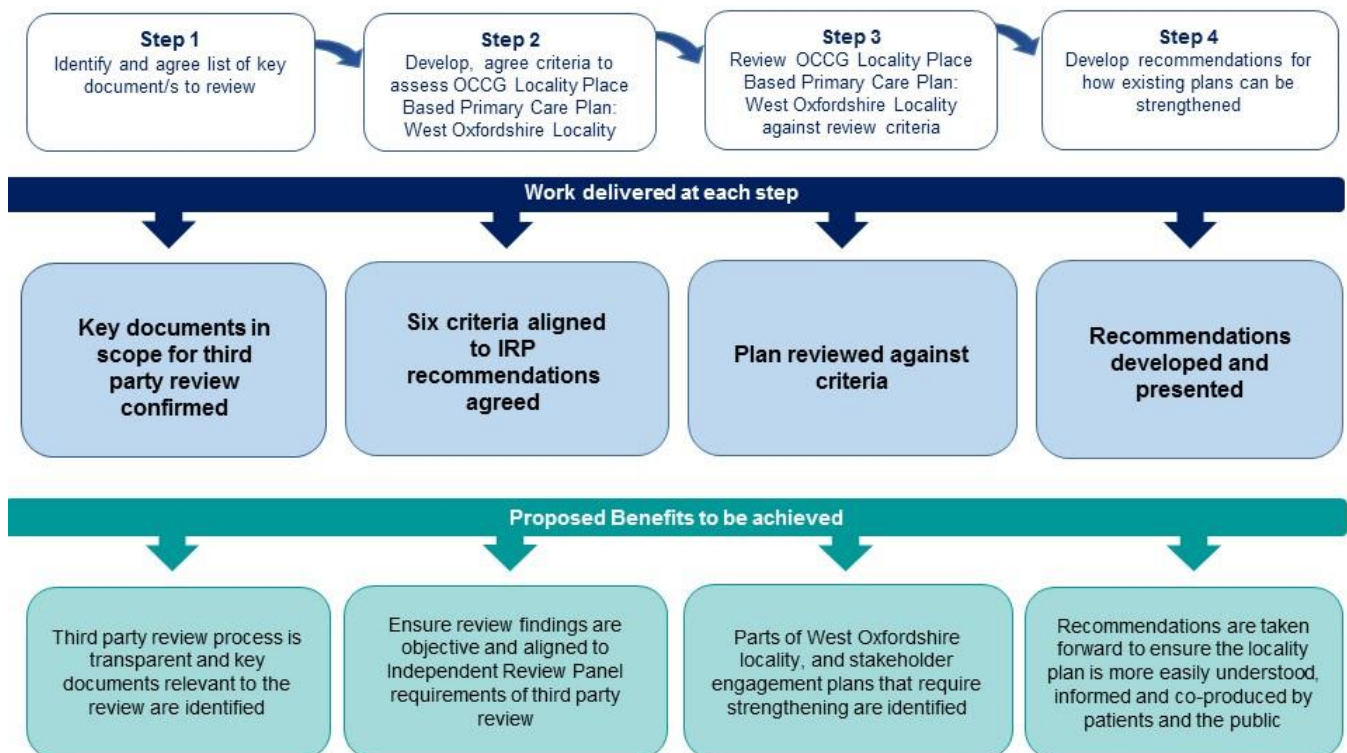 Step 1
Identify and agree list of key
document/s to review
Step 2
Develop, agree criteria to
assess OCCG Locality Place
Based Primary Care Plan:
West Oxfordshire Locality
Step 3
Review OCCG Locality Place
Based Primary Care Plan:
West Oxfordshire Locality
against review criteria
Step 4
Develop recommendations for
how existing plans can be
strengthened
Work delivered at each step
Key documents in
scope for third
party review
confirmed
Six criteria aligned
to IRP
recommendations
agreed
Plan reviewed against
criteria
Recommendations
developed and
presented
Proposed Benefits to be achieved
Third party review process is
transparent and key
documents relevant to the
review are identified
Ensure review findings are
objective and aligned to
Independent Review Panel
requirements of third party
review
Parts of West Oxfordshire
locality, and stakeholder
engagement plans that require
strengthening are identified
Recommendations are taken
forward to ensure the locality
plan is more easily understood,
informed and co-produced by
patients and the public